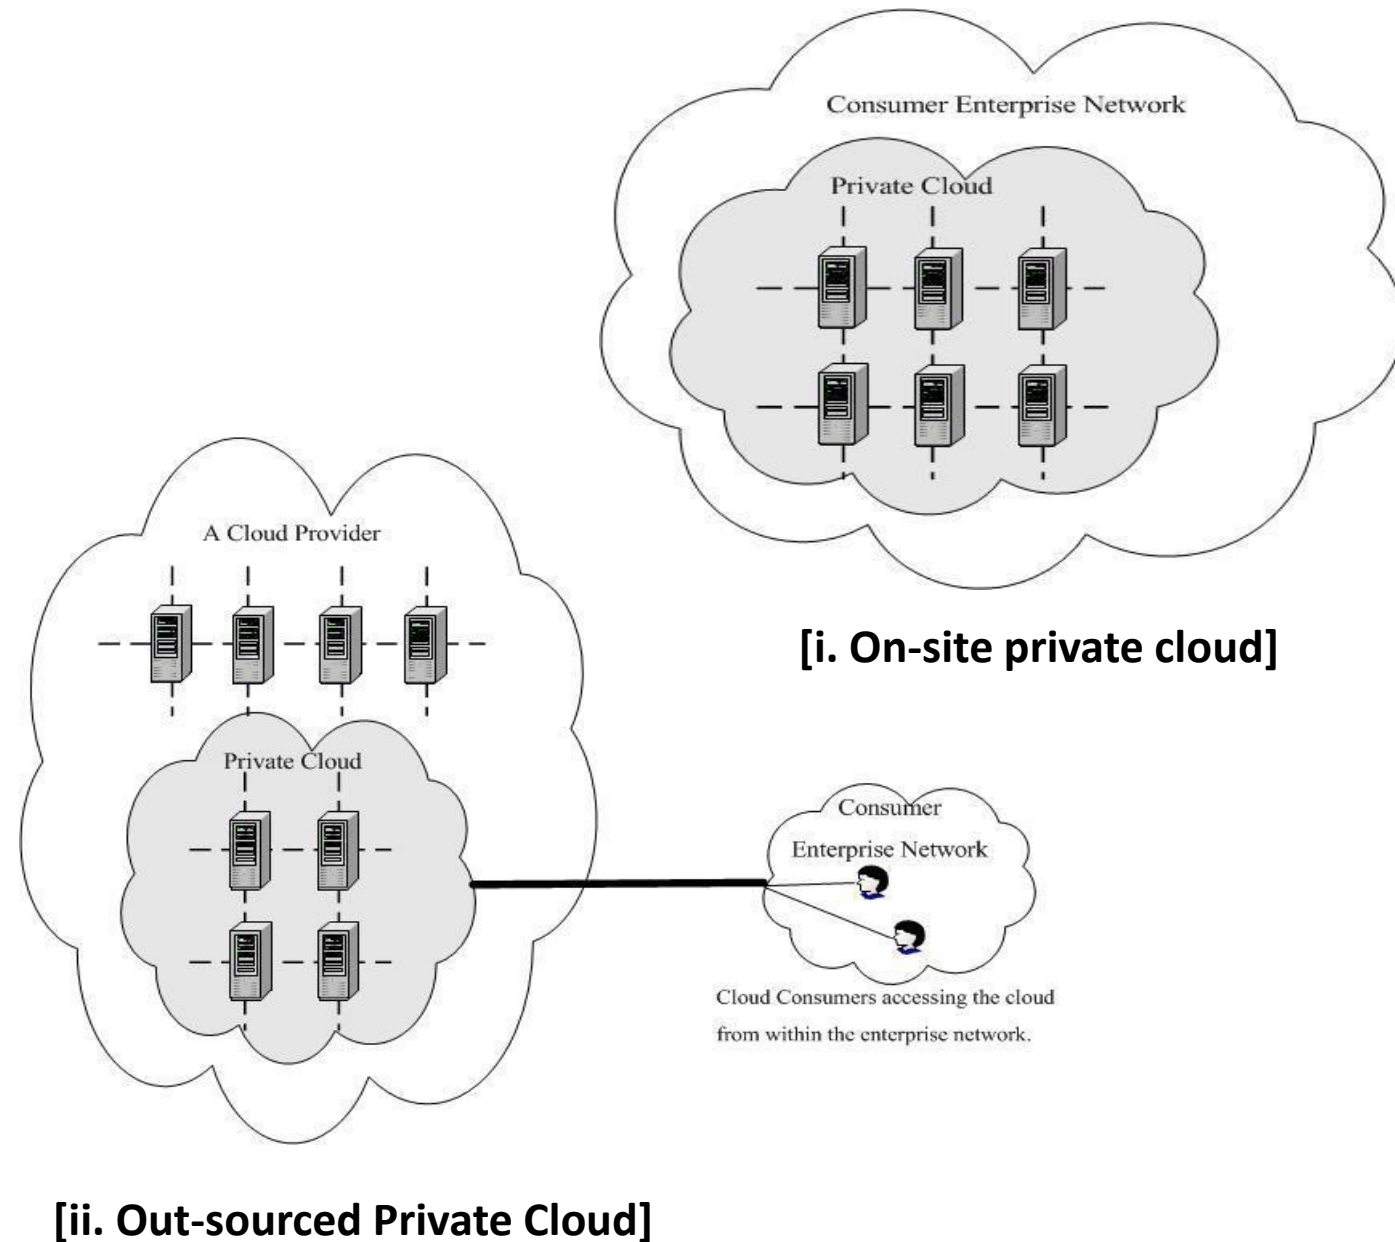 Consumer Enterprise Network
Private Cloud
[i. On-site private cloud]
A Cloud Provider
Private Cloud
Consumer
Enterprise Network
Cloud Consumers accessing the cloud
from within the enterprise network.
[ii. Out-sourced Private Cloud]